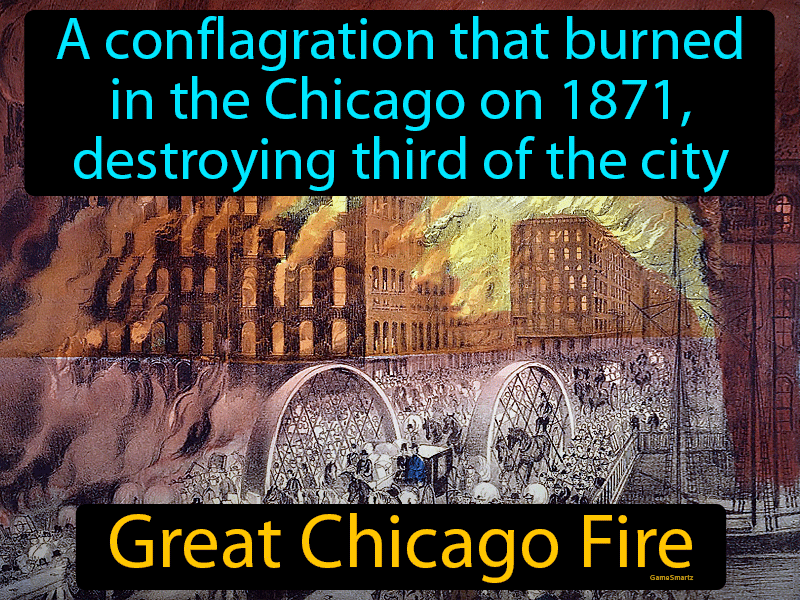 A conflagration that burned
in the Chicago on 1871,
destroying third of the city
Great Chicago Fire
GameSmartz